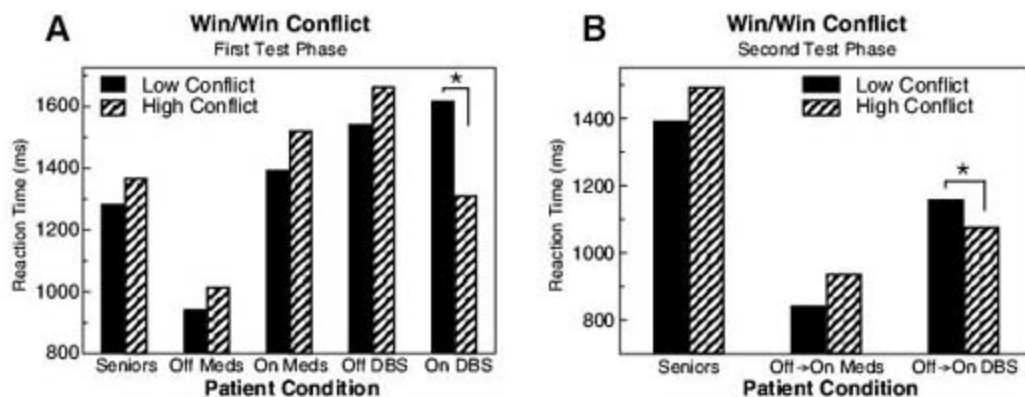 A
Win/Win Conflict
First Test Phase
Low Conflict
High Conflict
*
Reaction Time (ms)
1600
1400
1200
1000
800
Seniors
Off Meds
On Meds
Off DBS
On DBS
Patient Condition
B
Win/Win Conflict
Second Test Phase
Low Conflict
High Conflict
*
Reaction Time (ms)
1400
1200
1000
800
Seniors
Off→On Meds
Off→On DBS
Patient Condition